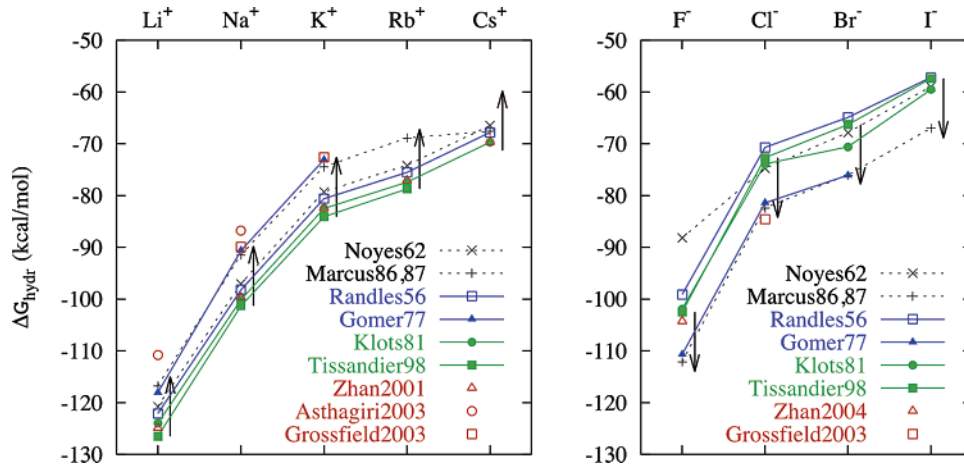 Li+ Na+ K+ Rb+ Cs+
-50
-60
-70
-80
-90
-100
-110
-120
-130
ΔGhydr (kcal/mol)
Noyes62
Marcus86,87
Randles56
Gomer77
Klots81
Tissandier98
Zhan2001
Asthagiri2003
Grossfield2003
F- Cl- Br- I-
-50
-60
-70
-80
-90
-100
-110
-120
-130
Noyes62
Marcus86,87
Randles56
Gomer77
Klots81
Tissandier98
Zhan2004
Grossfield2003